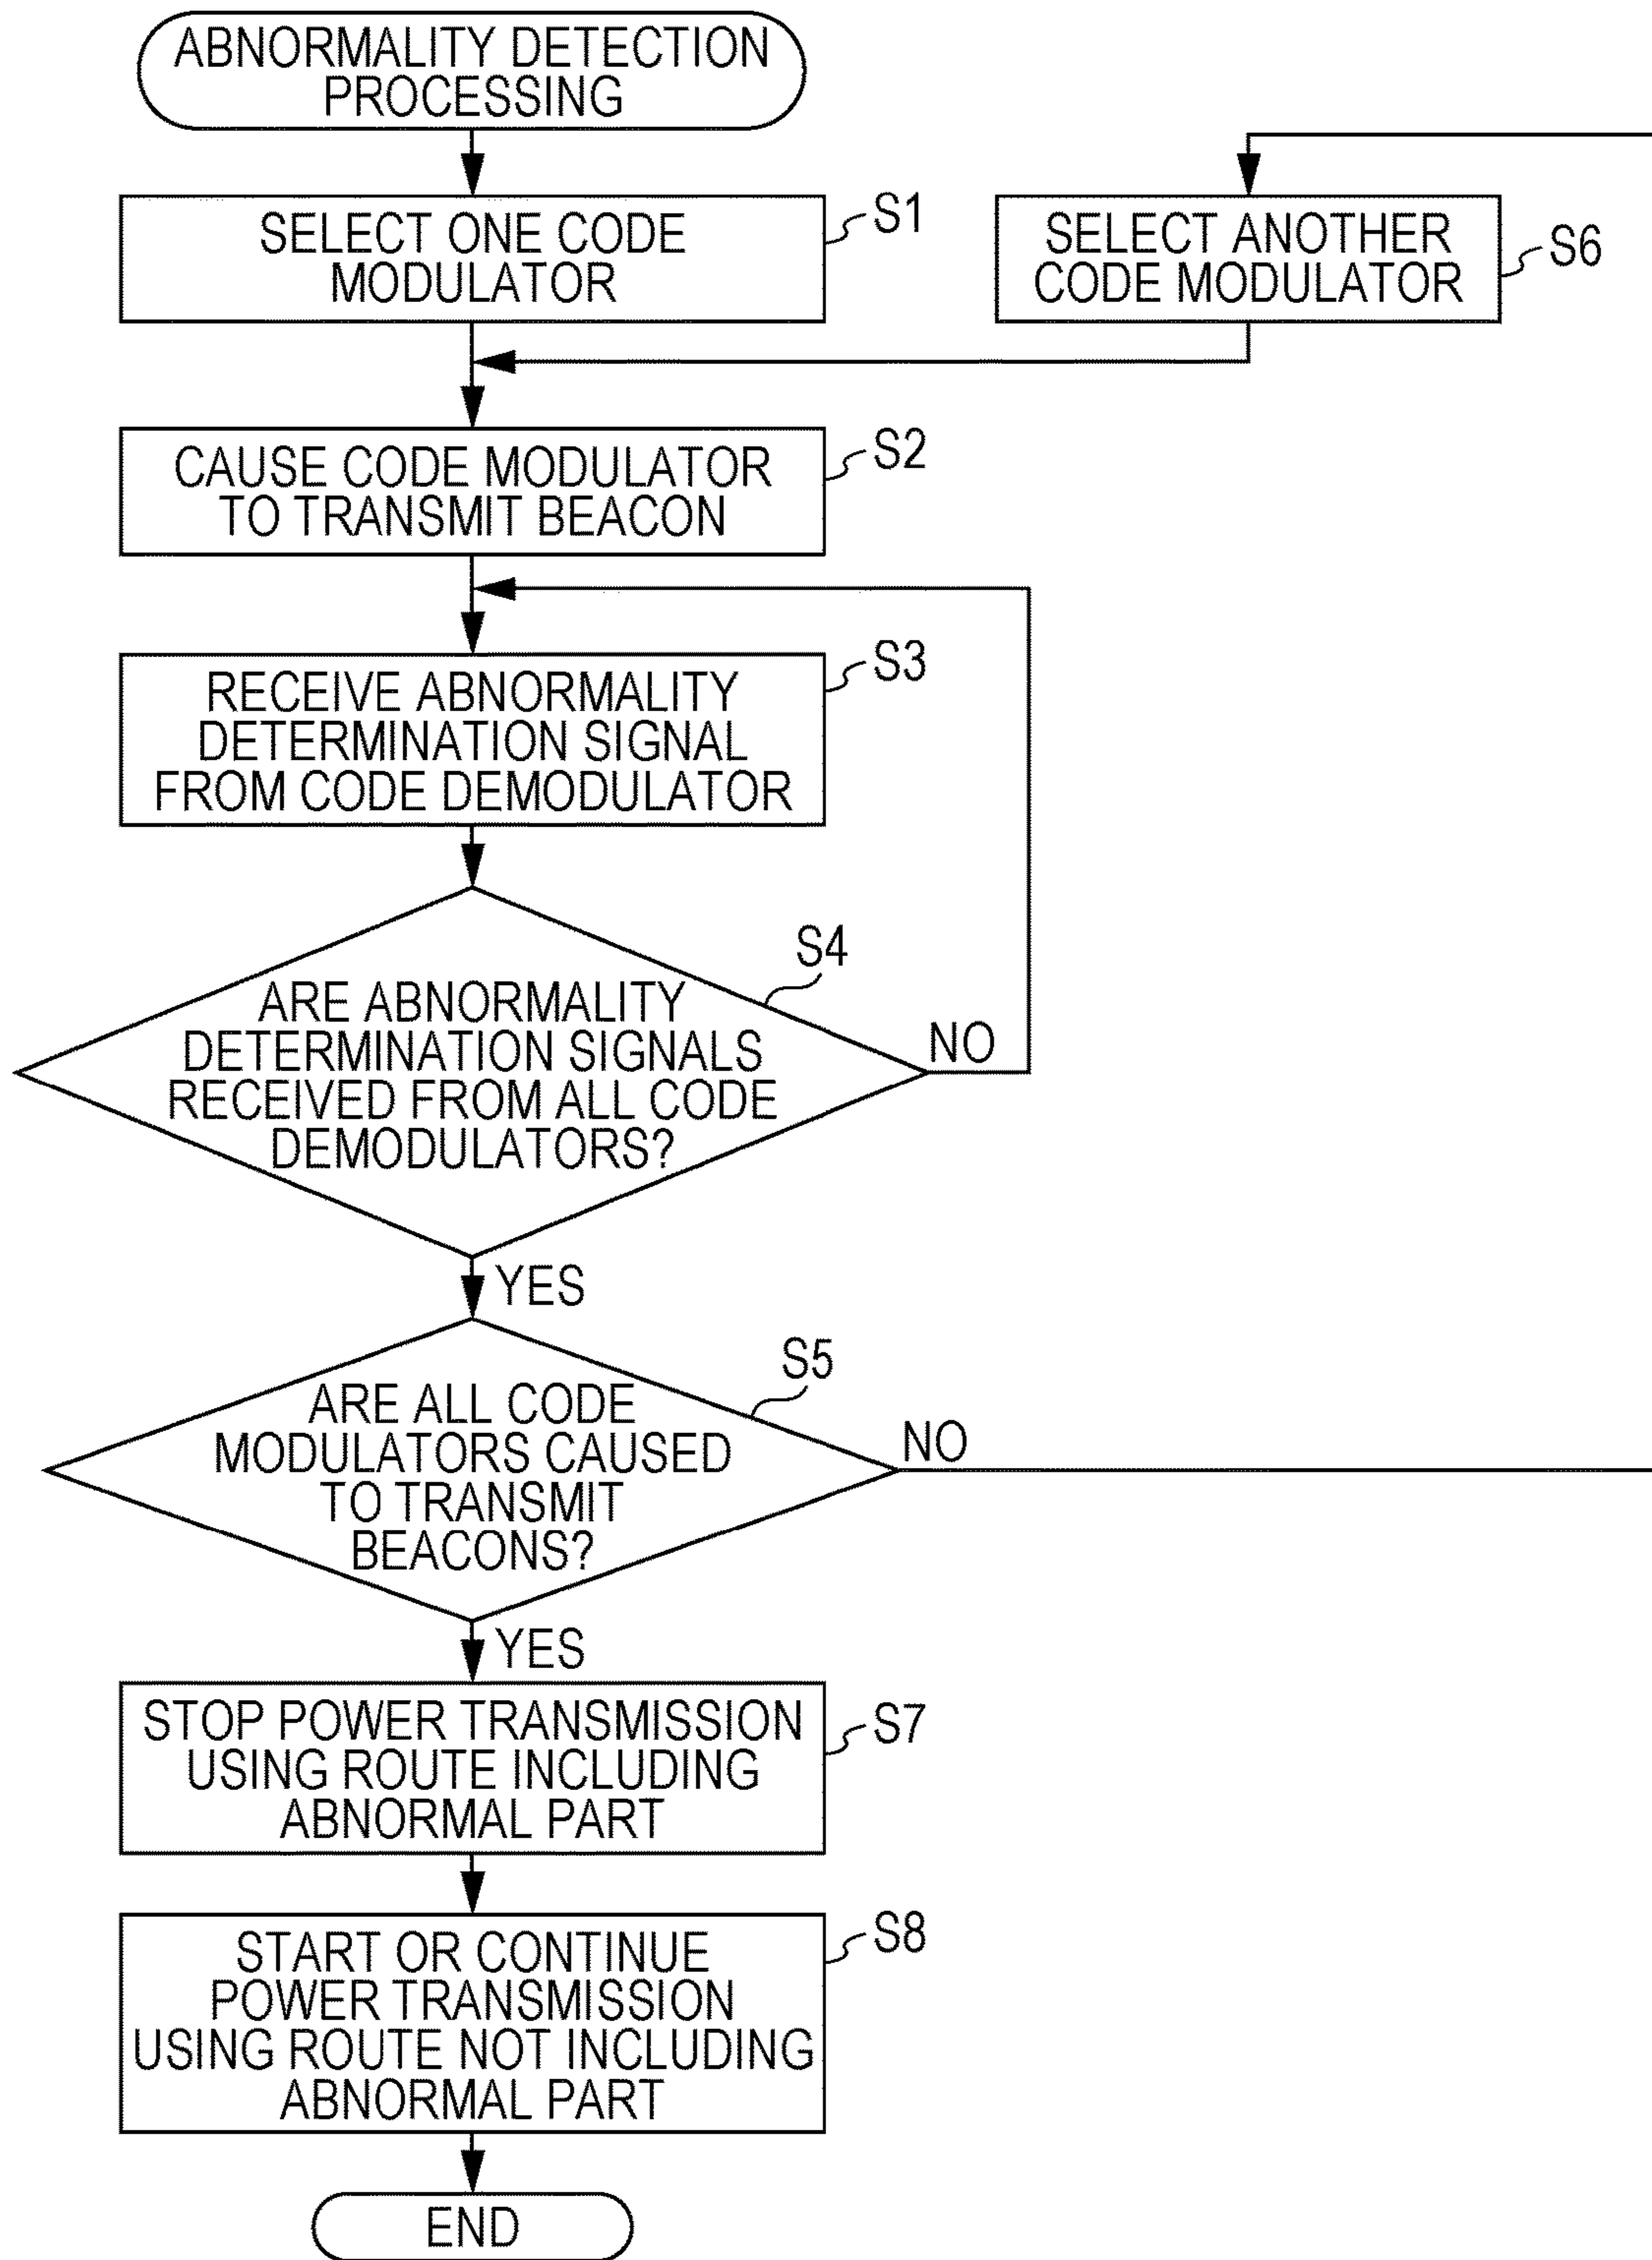 ABNORMALITY DETECTION
PROCESSING
SELECT ONE CODE
MODULATOR
S1
SELECT ANOTHER
CODE MODULATOR
S6
CAUSE CODE MODULATOR
TO TRANSMIT BEACON
S2
RECEIVE ABNORMALITY
DETERMINATION SIGNAL
FROM CODE DEMODULATOR
S3
S4
ARE ABNORMALITY
DETERMINATION SIGNALS
RECEIVED FROM ALL CODE
DEMODULATORS?
NO
YES
S5
ARE ALL CODE
MODULATORS CAUSED
TO TRANSMIT
BEACONS?
NO
YES
STOP POWER TRANSMISSION
USING ROUTE INCLUDING
ABNORMAL PART
S7
START OR CONTINUE
POWER TRANSMISSION
USING ROUTE NOT INCLUDING
ABNORMAL PART
S8
END